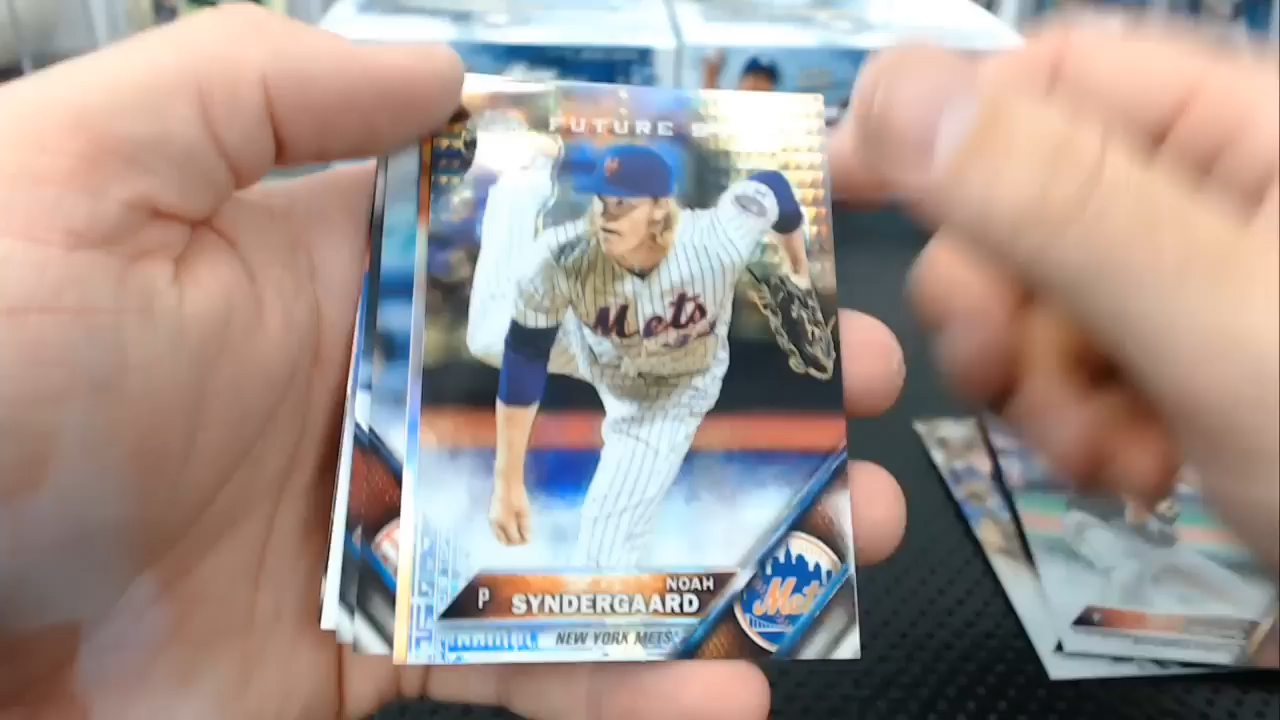 FUTURE S
Mets
NOAH
P SYNDERGAARD
NEW YORK METS
Mets